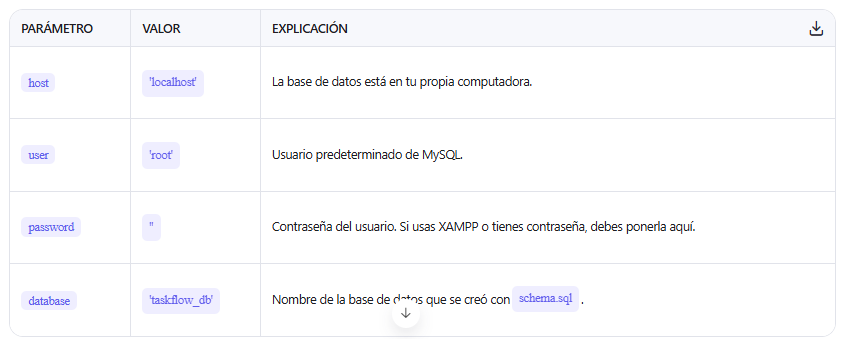 PARÁMETRO VALOR EXPLICACIÓN
host 'localhost' La base de datos está en tu propia computadora.
user 'root' Usuario predeterminado de MySQL.
password '' Contraseña del usuario. Si usas XAMPP o tienes contraseña, debes ponerla aquí.
database 'taskflow_db' Nombre de la base de datos que se creó con schema.sql .